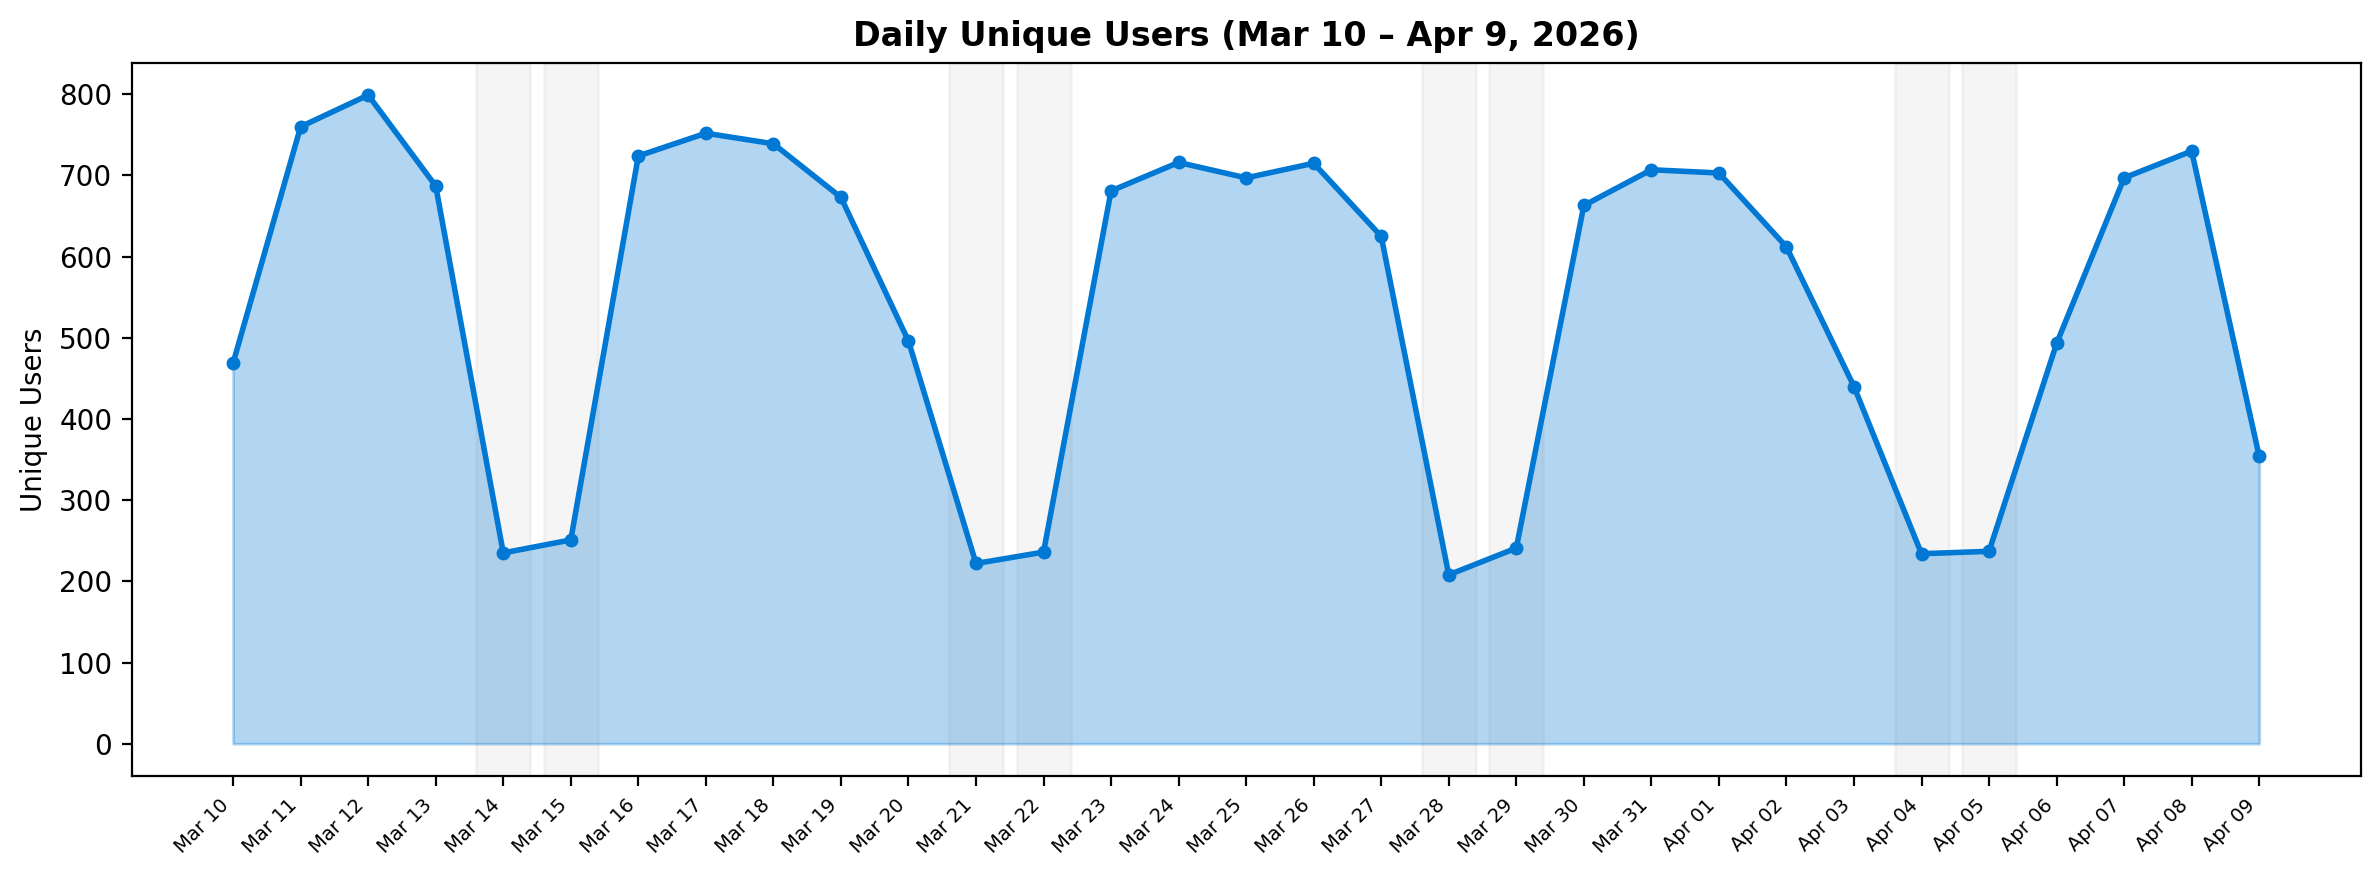 Daily Unique Users (Mar 10 – Apr 9, 2026)
Unique Users
800
700
600
500
400
300
200
100
0
Mar 10
Mar 11
Mar 12
Mar 13
Mar 14
Mar 15
Mar 16
Mar 17
Mar 18
Mar 19
Mar 20
Mar 21
Mar 22
Mar 23
Mar 24
Mar 25
Mar 26
Mar 27
Mar 28
Mar 29
Mar 30
Mar 31
Apr 01
Apr 02
Apr 03
Apr 04
Apr 05
Apr 06
Apr 07
Apr 08
Apr 09